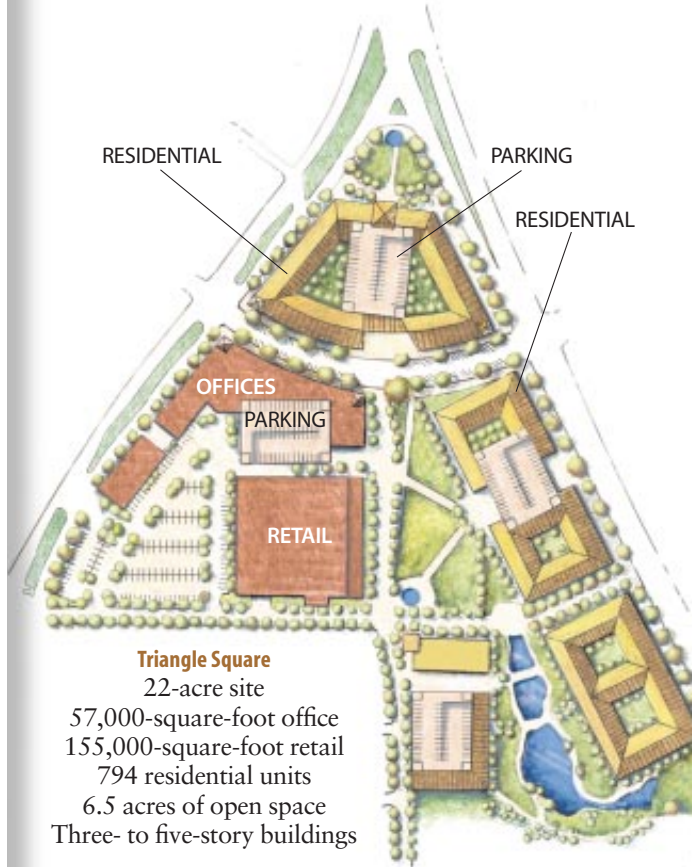 RESIDENTIAL
PARKING
RESIDENTIAL
OFFICES
PARKING
RETAIL
Triangle Square
22-acre site
57,000-square-foot office
155,000-square-foot retail
794 residential units
6.5 acres of open space
Three- to five-story buildings